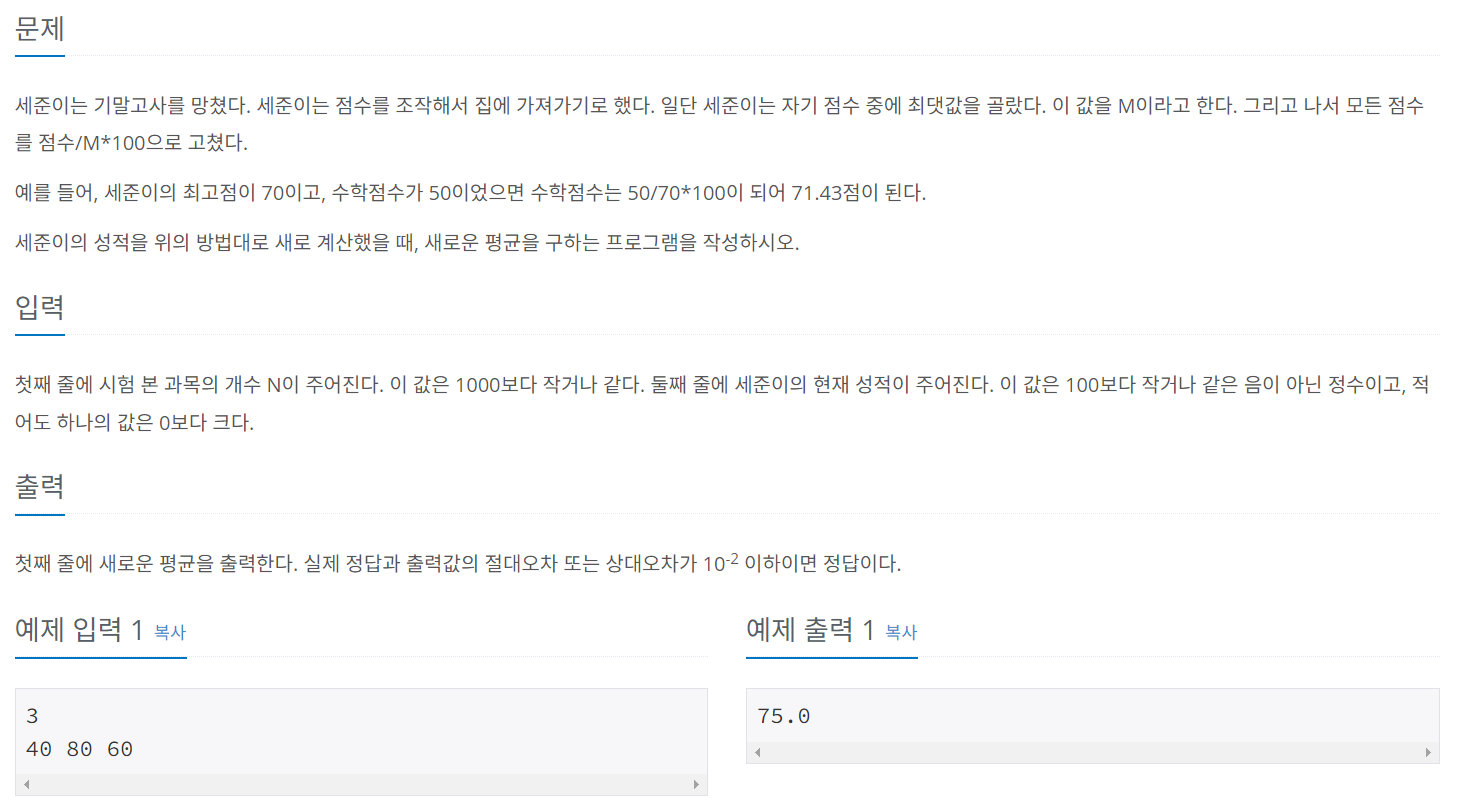 문제
세준이는 기말고사를 망쳤다. 세준이는 점수를 조작해서 집에 가져가기로 했다. 일단 세준이는 자기 점수 중에 최댓값을 골랐다. 이 값을 M이라고 한다. 그리고 나서 모든 점수
를 점수/M*100으로 고쳤다.
예를 들어, 세준이의 최고점이 70이고, 수학점수가 50이었으면 수학점수는 50/70*100이 되어 71.43점이 된다.
세준이의 성적을 위의 방법대로 새로 계산했을 때, 새로운 평균을 구하는 프로그램을 작성하시오.
입력
첫째 줄에 시험 본 과목의 개수 N이 주어진다. 이 값은 1000보다 작거나 같다. 둘째 줄에 세준이의 현재 성적이 주어진다. 이 값은 100보다 작거나 같은 음이 아닌 정수이고, 적
어도 하나의 값은 0보다 크다.
출력
첫째 줄에 새로운 평균을 출력한다. 실제 정답과 출력값의 절대오차 또는 상대오차가 10⁻² 이하이면 정답이다.
예제 입력 1 복사
3
40 80 60
예제 출력 1 복사
75.0